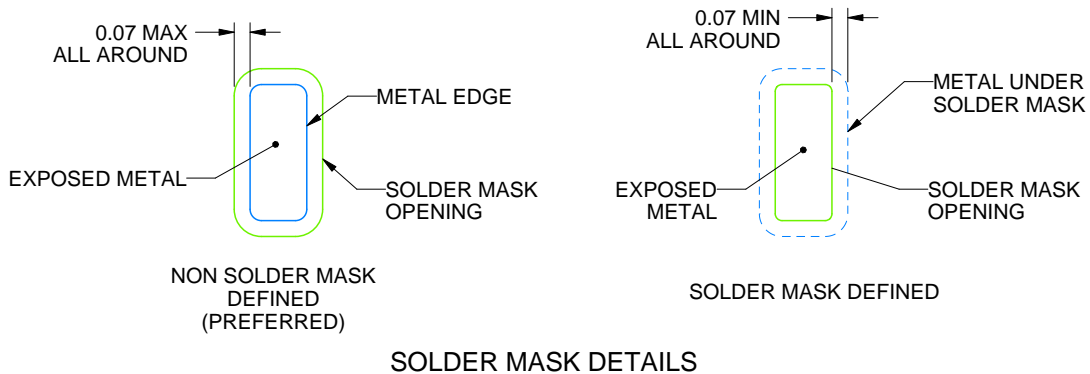 0.07 MAX
ALL AROUND
METAL EDGE
EXPOSED METAL
SOLDER MASK
OPENING
NON SOLDER MASK
DEFINED
(PREFERRED)
0.07 MIN
ALL AROUND
METAL UNDER
SOLDER MASK
EXPOSED
METAL
SOLDER MASK
OPENING
SOLDER MASK DEFINED
SOLDER MASK DETAILS